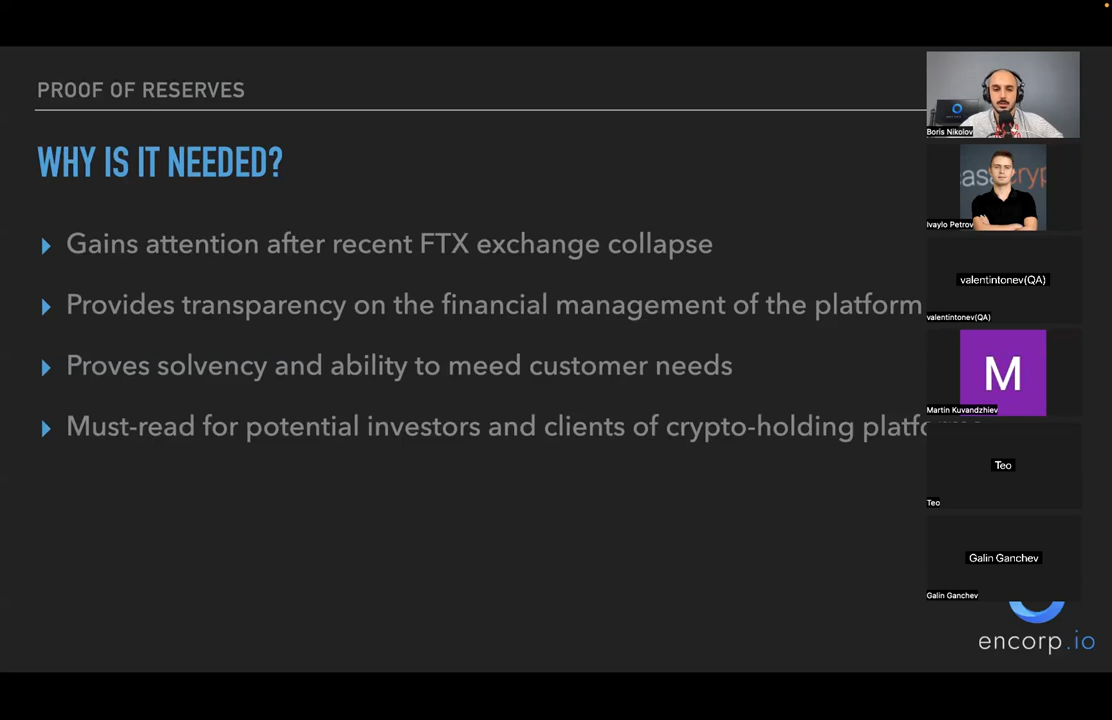 PROOF OF RESERVES
WHY IS IT NEEDED?
Gains attention after recent FTX exchange collapse
Provides transparency on the financial management of the platform
Proves solvency and ability to meed customer needs
Must-read for potential investors and clients of crypto-holding
Boris Nikolov
Ivaylo Petrov
valentintonev(QA)
valentintonev(QA)
M
Martin Kuvandzhiev
Teo
Teo
Galin Ganchev
Galin Ganchev
encorp.io